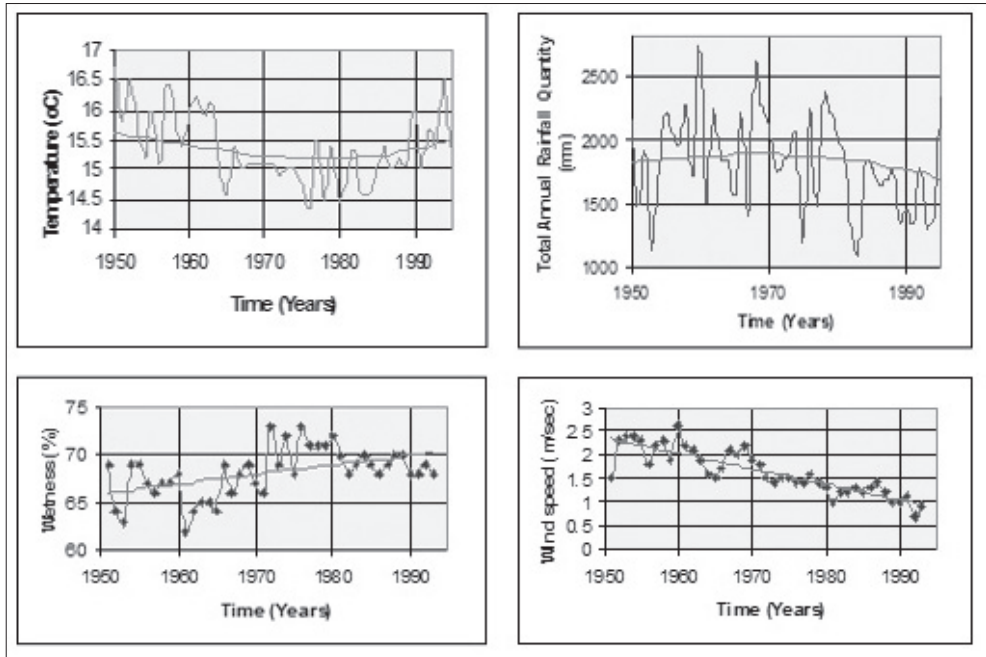 Temperature (oC)
17
16.5
16
15.5
15
14.5
14
1950 1960 1970 1980 1990
Time (Years)
Total Annual Rainfall Quantity
(mm)
2500
2000
1500
1000
1950 1970 1990
Time (Years)
Wetness (%)
75
70
65
60
1950 1960 1970 1980 1990
Time (Years)
Wind speed (m/sec)
3
2.5
2
1.5
1
0.5
0
1950 1960 1970 1980 1990
Time (Years)